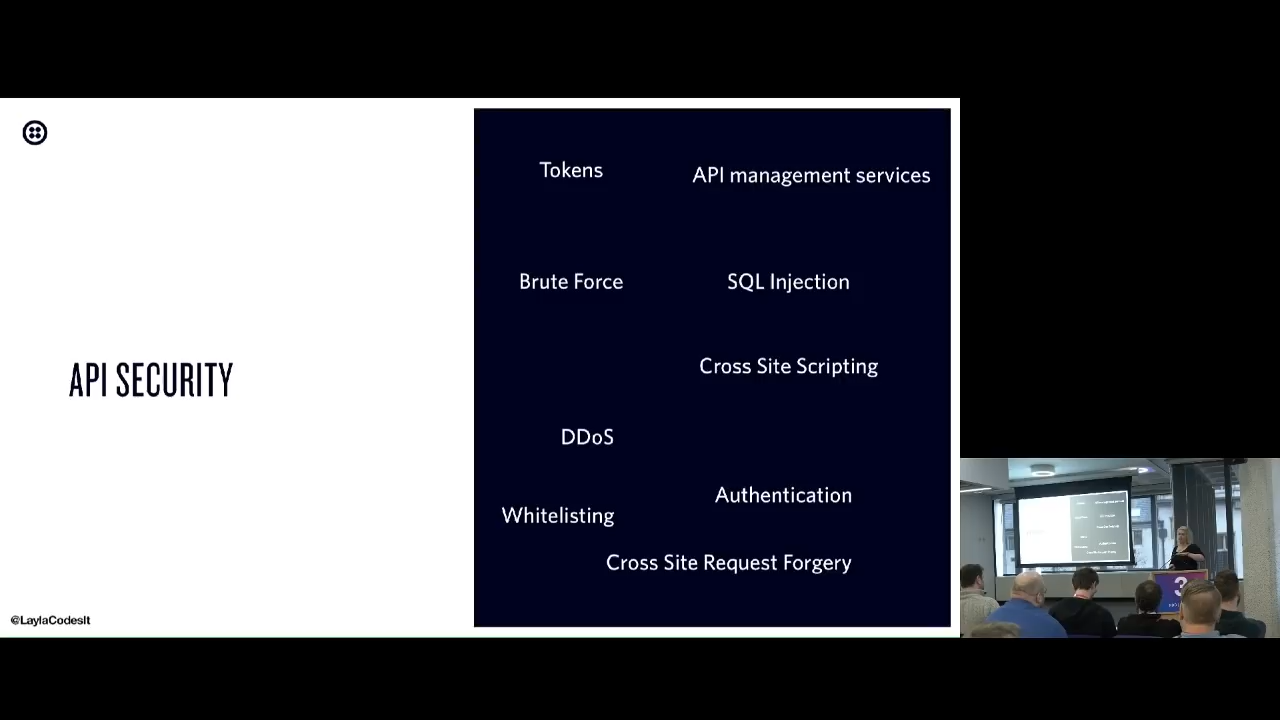 Tokens
API management services
Brute Force
SQL Injection
API SECURITY
Cross Site Scripting
DDoS
Authentication
Whitelisting
Cross Site Request Forgery
@LaylaCodesIt
3